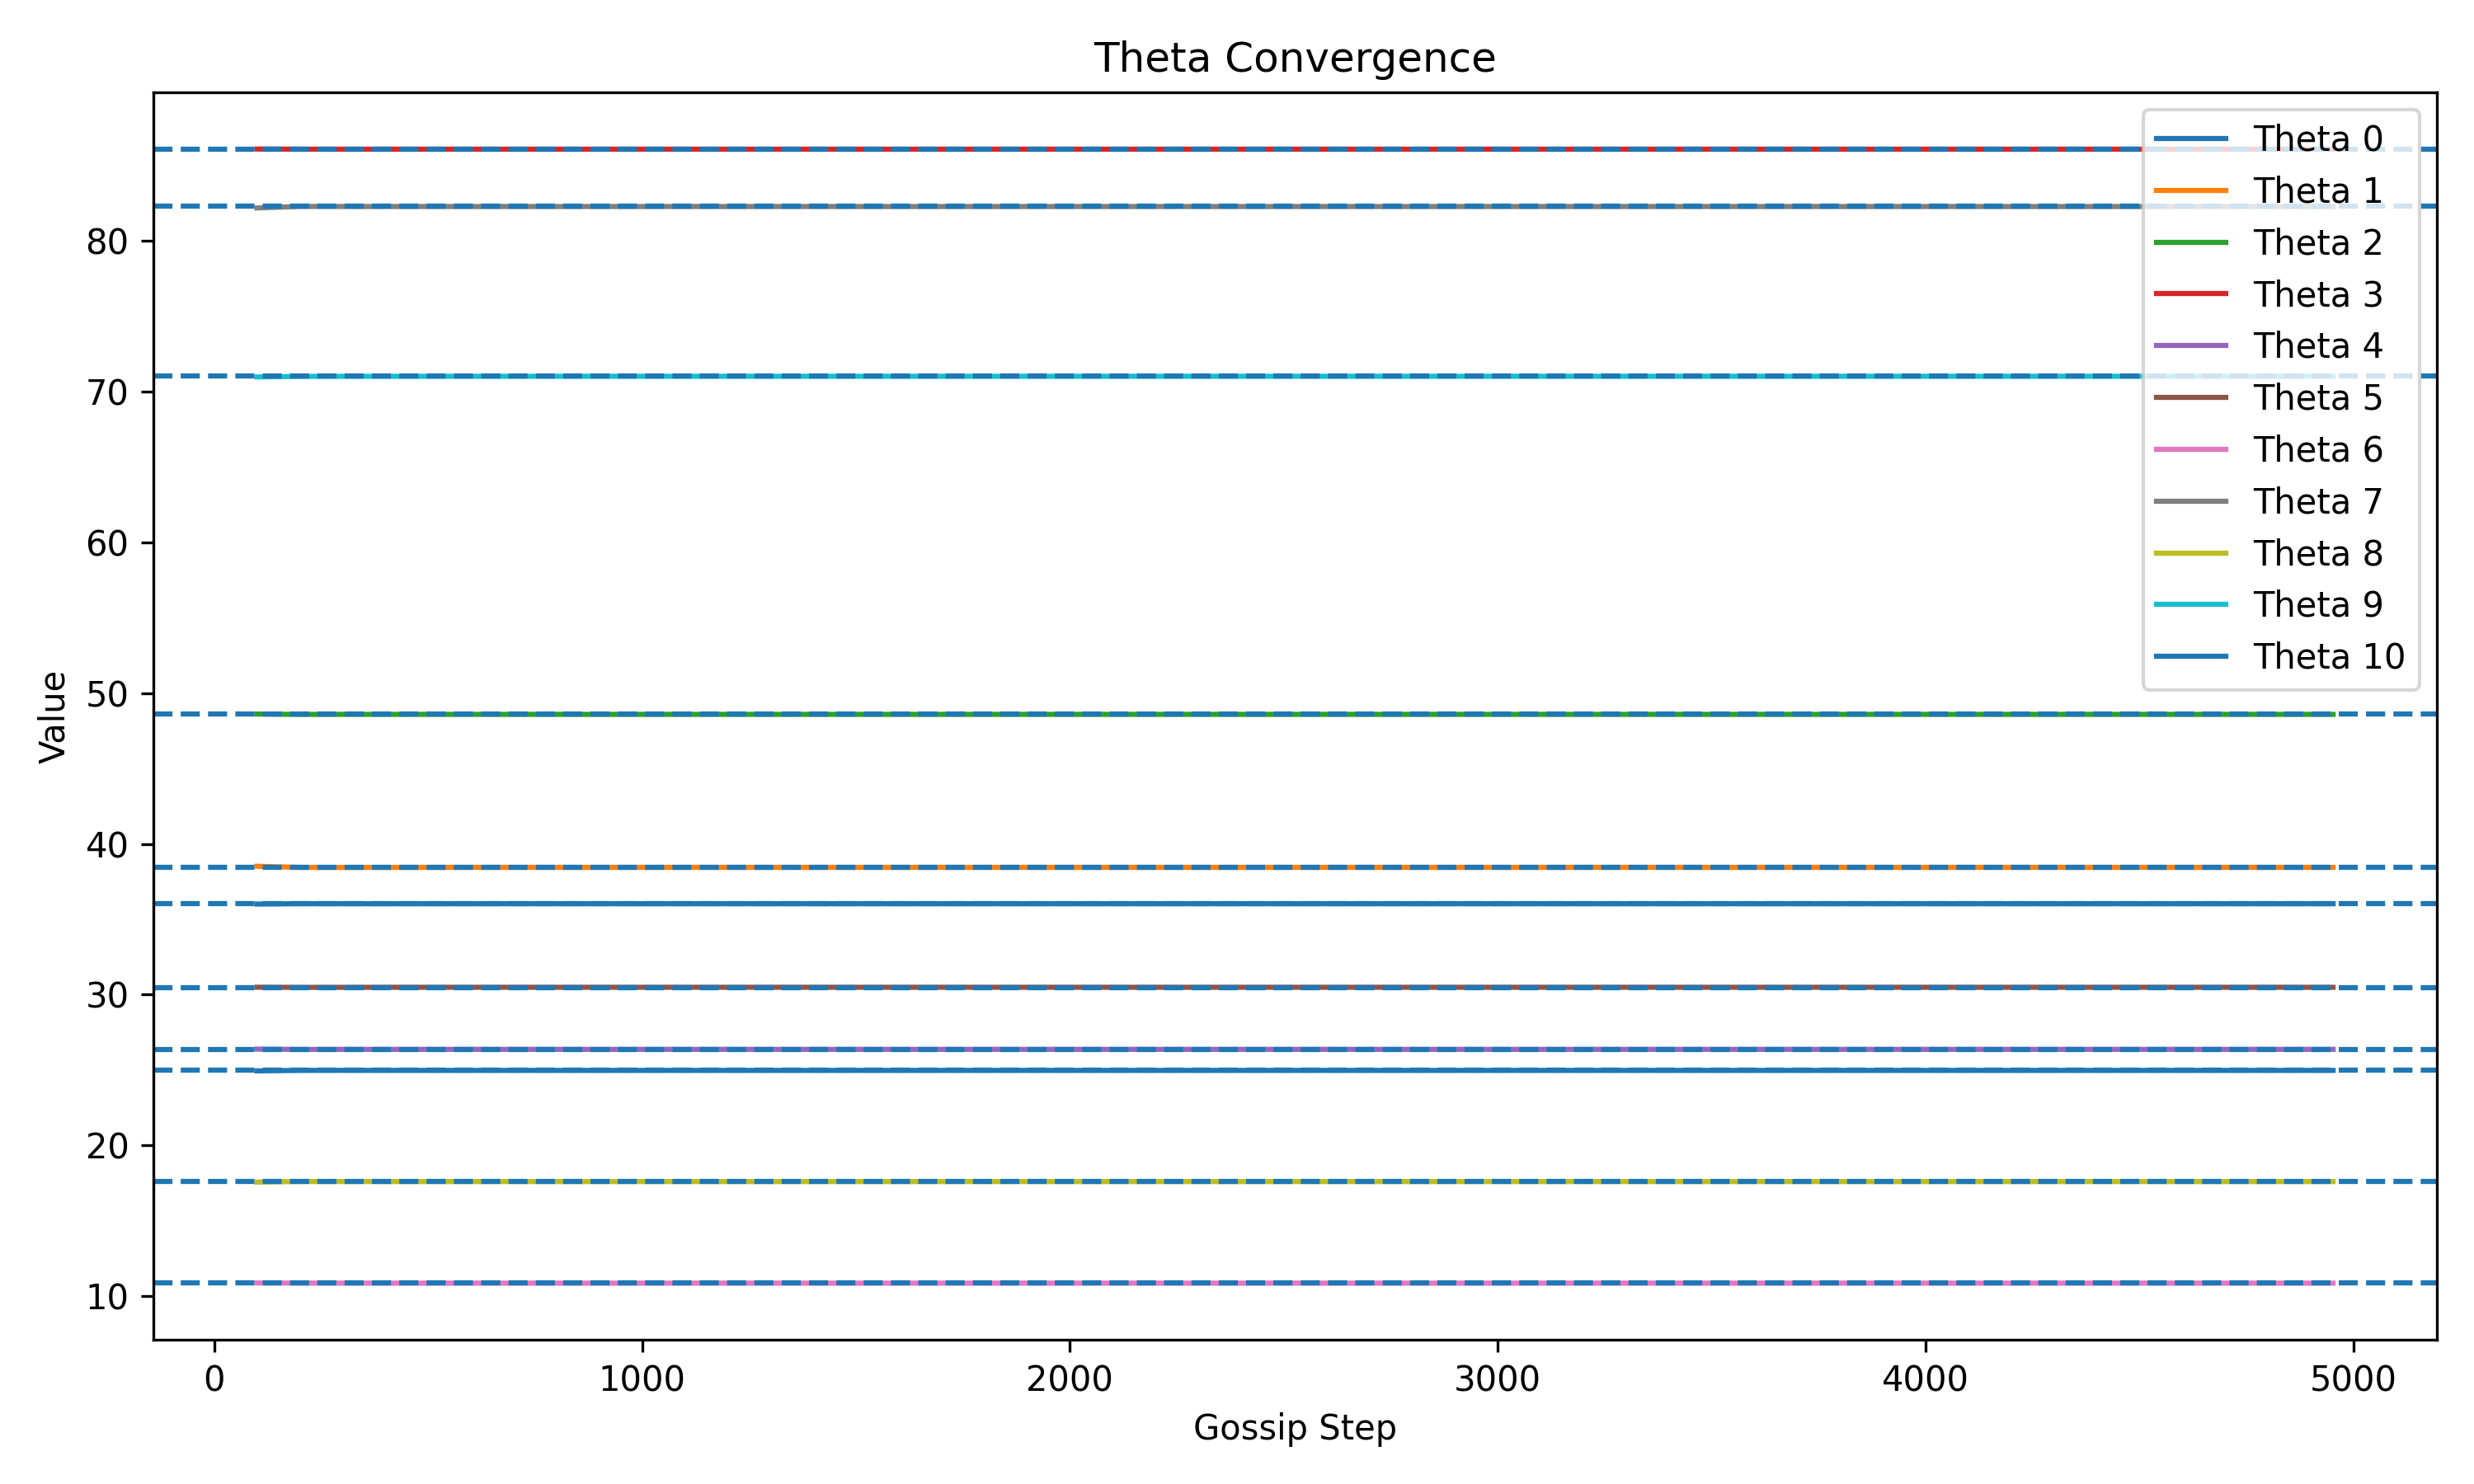 Theta Convergence
Theta 0
Theta 1
Theta 2
Theta 3
Theta 4
Theta 5
Theta 6
Theta 7
Theta 8
Theta 9
Theta 10
Value
80
70
60
50
40
30
20
10
0 1000 2000 3000 4000 5000
Gossip Step